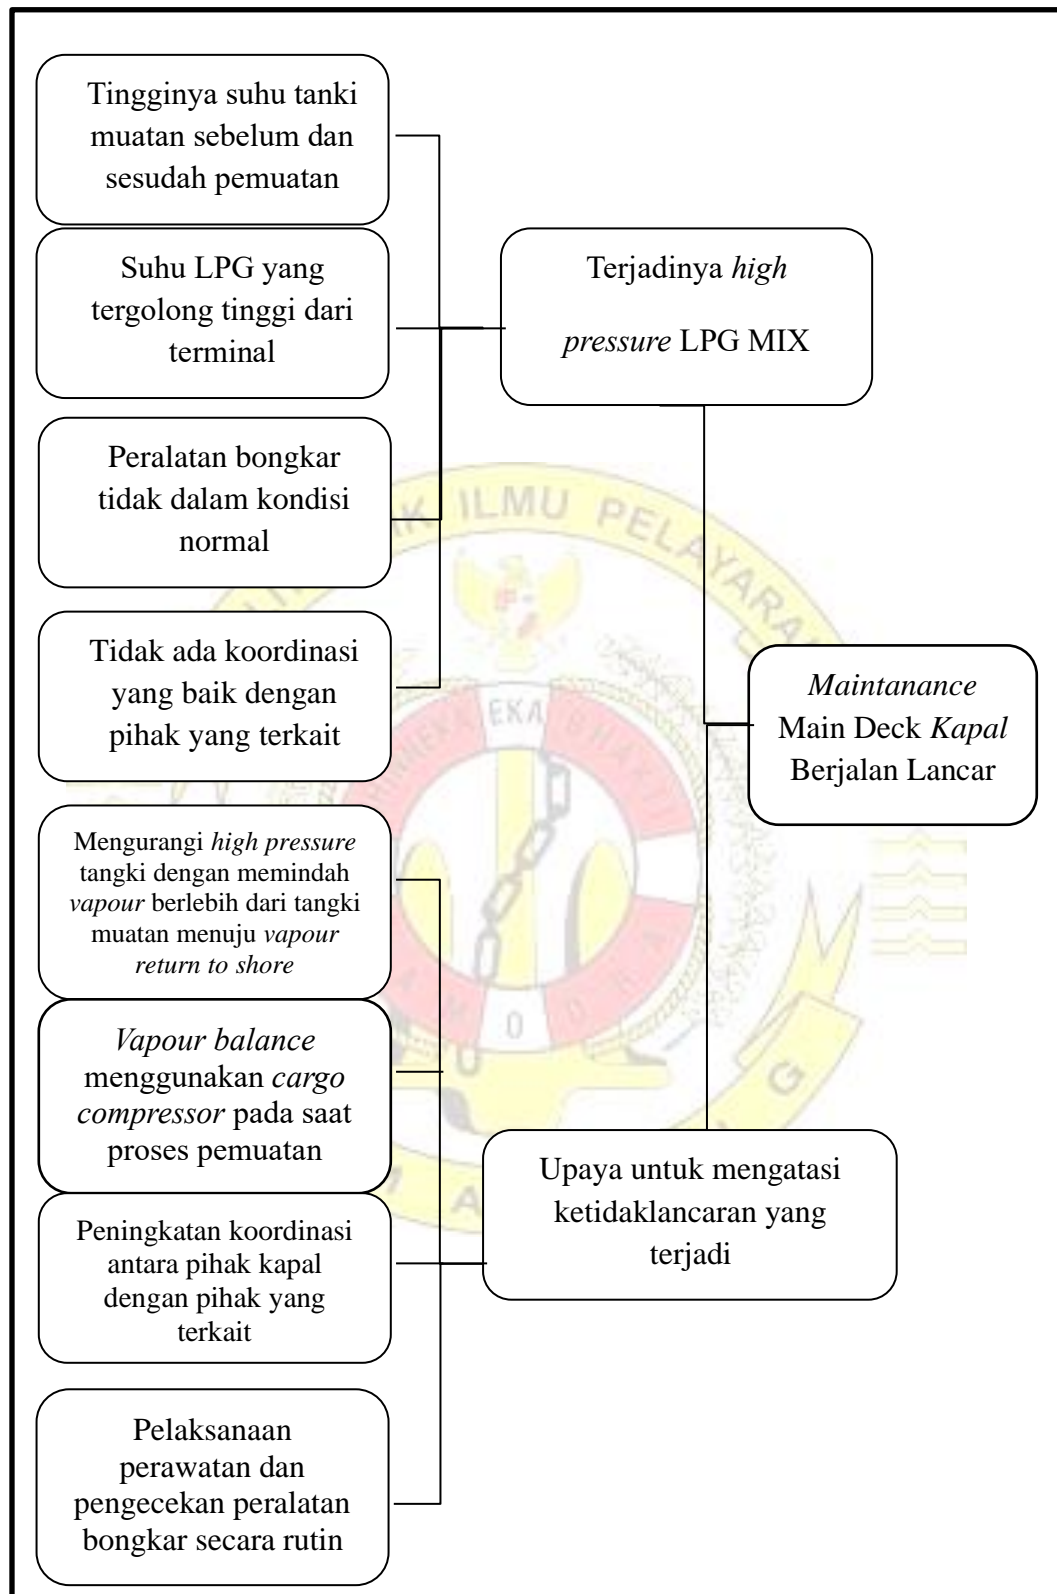 Tingginya suhu tanki
muatan sebelum dan
sesudah pemuatan
Suhu LPG yang
tergolong tinggi dari
terminal
Peralatan bongkar
tidak dalam kondisi
normal
Tidak ada koordinasi
yang baik dengan
pihak yang terkait
Mengurangi high pressure
tangki dengan memindah
vapour berlebih dari tangki
muatan menuju vapour
return to shore
Vapour balance
menggunakan cargo
compressor pada saat
proses pemuatan
Peningkatan koordinasi
antara pihak kapal
dengan pihak yang
terkait
Pelaksanaan
perawatan dan
pengecekan peralatan
bongkar secara rutin
Terjadinya high
pressure LPG MIX
Upaya untuk mengatasi
ketidaklancaran yang
terjadi
Maintanance
Main Deck Kapal
Berjalan Lancar
ILMU PELAYARA
EKA